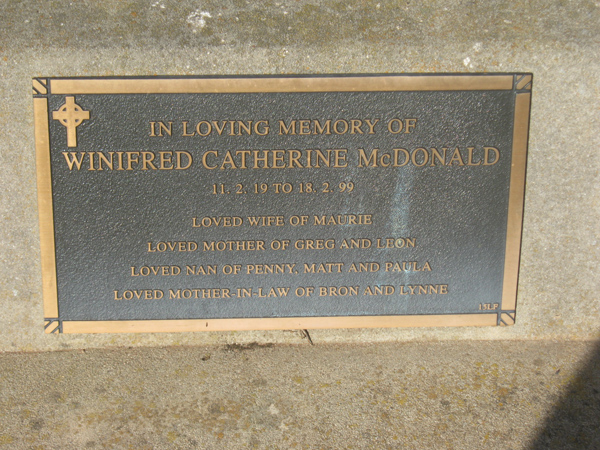 IN LOVING MEMORY OF
WINIFRED CATHERINE McDONALD
11. 2. 19 TO 18. 2. 99
LOVED WIFE OF MAURIE
LOVED MOTHER OF GREG AND LEON
LOVED NAN OF PENNY, MATT AND PAULA
LOVED MOTHER-IN-LAW OF BRON AND LYNNE
15LP